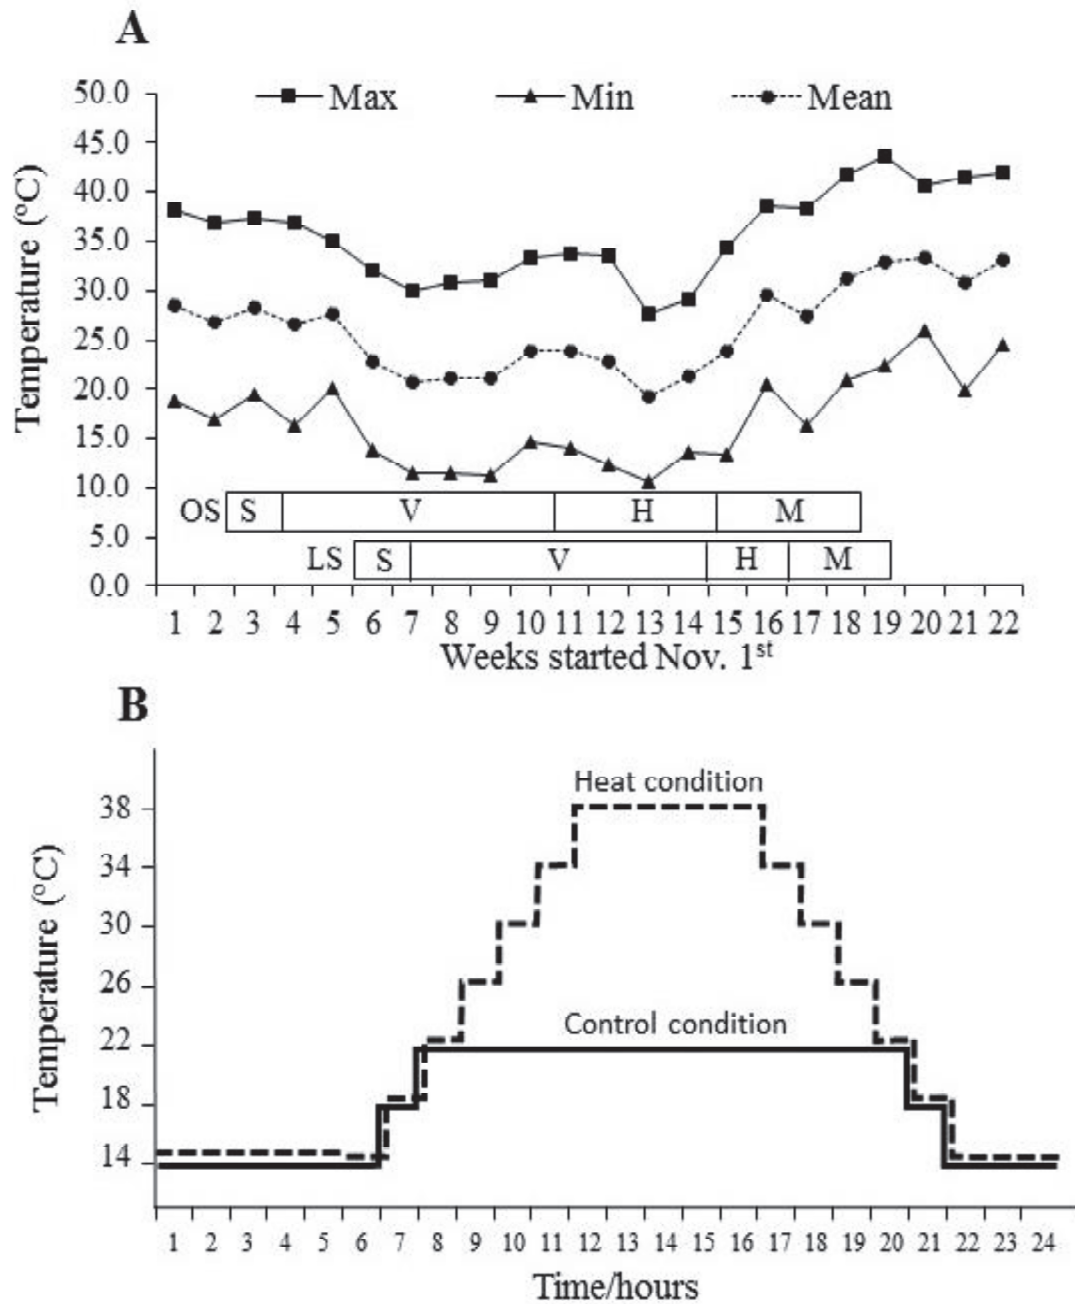 A
50.0
Max Min Mean
45.0
40.0
35.0
30.0
25.0
20.0
15.0
10.0
5.0
0.0
Temperature (ºC)
OS S V H M
LS S V H M
1 2 3 4 5 6 7 8 9 10 11 12 13 14 15 16 17 18 19 20 21 22
Weeks started Nov. 1st
B
Heat condition
38
34
30
26
22
18
14
Temperature (ºC)
Control condition
1 2 3 4 5 6 7 8 9 10 11 12 13 14 15 16 17 18 19 20 21 22 23 24
Time/hours